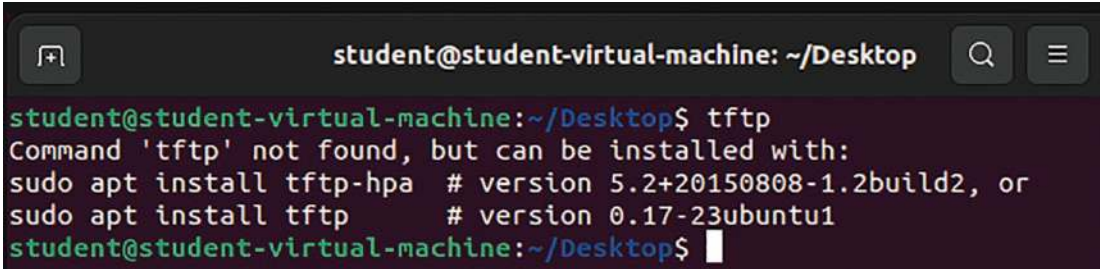 student@student-virtual-machine: ~/Desktop
student@student-virtual-machine:~/Desktop$ tftp
Command 'tftp' not found, but can be installed with:
sudo apt install tftp-hpa  # version 5.2+20150808-1.2build2, or
sudo apt install tftp      # version 0.17-23ubuntu1
student@student-virtual-machine:~/Desktop$